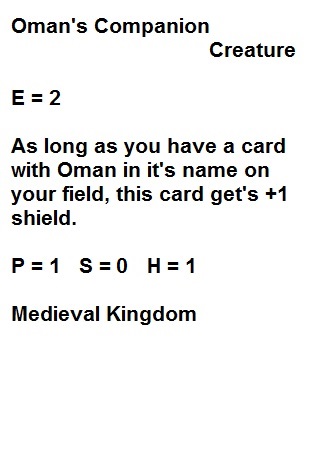 Oman's Companion
Creature
E = 2
As long as you have a card
with Oman in it's name on
your field, this card get's +1
shield.
P = 1 S = 0 H = 1
Medieval Kingdom